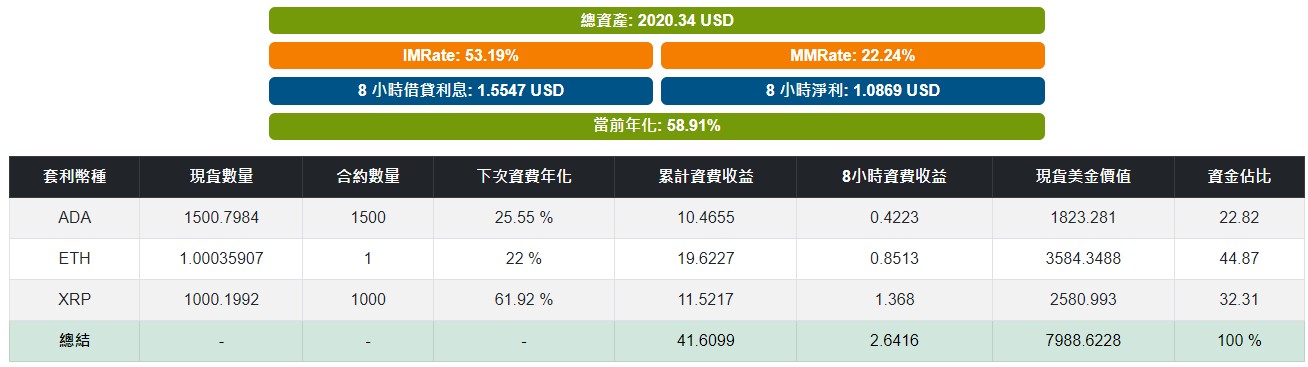 總資產: 2020.34 USD
IMRate: 53.19% MMRate: 22.24%
8 小時借貸利息: 1.5547 USD 8 小時淨利: 1.0869 USD
當前年化: 58.91%
套利幣種 現貨數量 合約數量 下次資費年化 累計資費收益 8小時資費收益 現貨美金價值 資金佔比
ADA 1500.7984 1500 25.55 % 10.4655 0.4223 1823.281 22.82
ETH 1.00035907 1 22 % 19.6227 0.8513 3584.3488 44.87
XRP 1000.1992 1000 61.92 % 11.5217 1.368 2580.993 32.31
總結 - - - 41.6099 2.6416 7988.6228 100 %